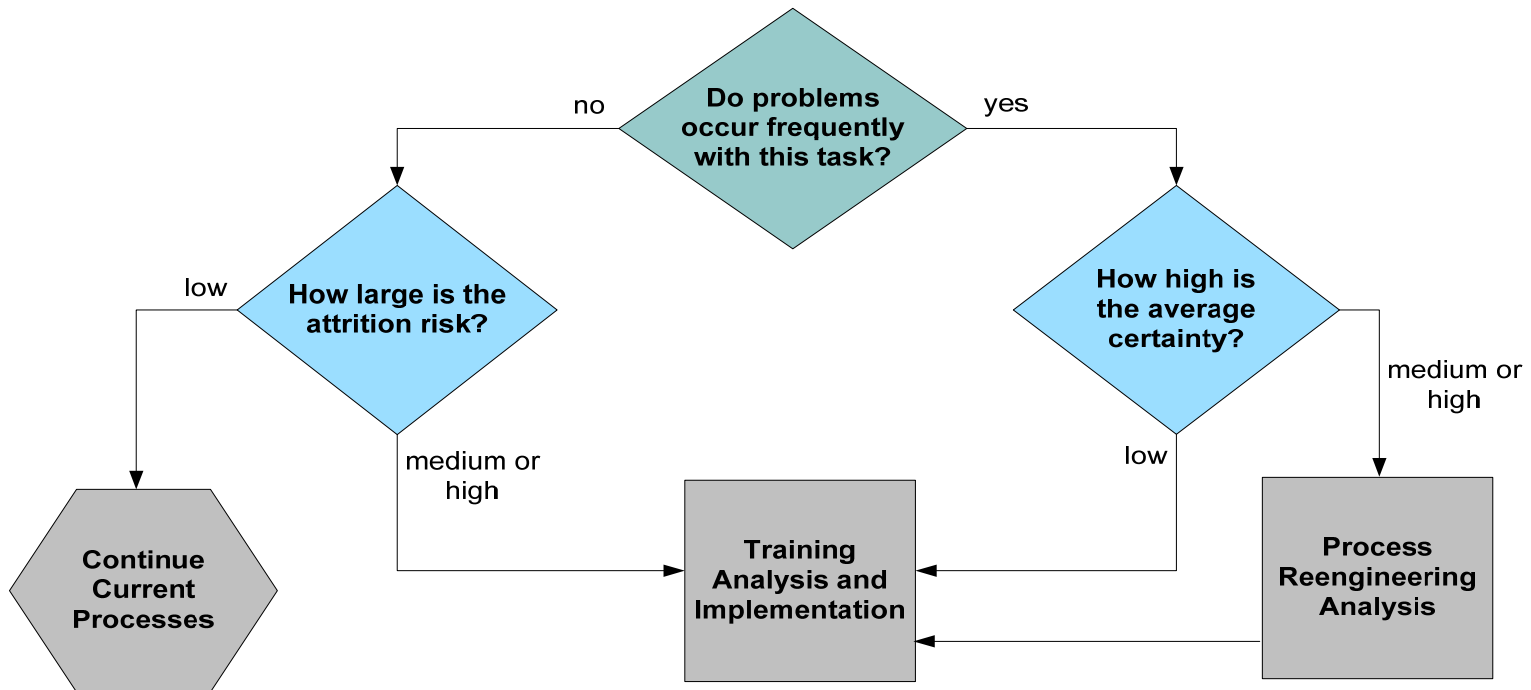 Do problems
occur frequently
with this task?
no
yes
How large is the
attrition risk?
low
medium or
high
How high is
the average
certainty?
medium or
high
low
Continue
Current
Processes
Training
Analysis and
Implementation
Process
Reengineering
Analysis